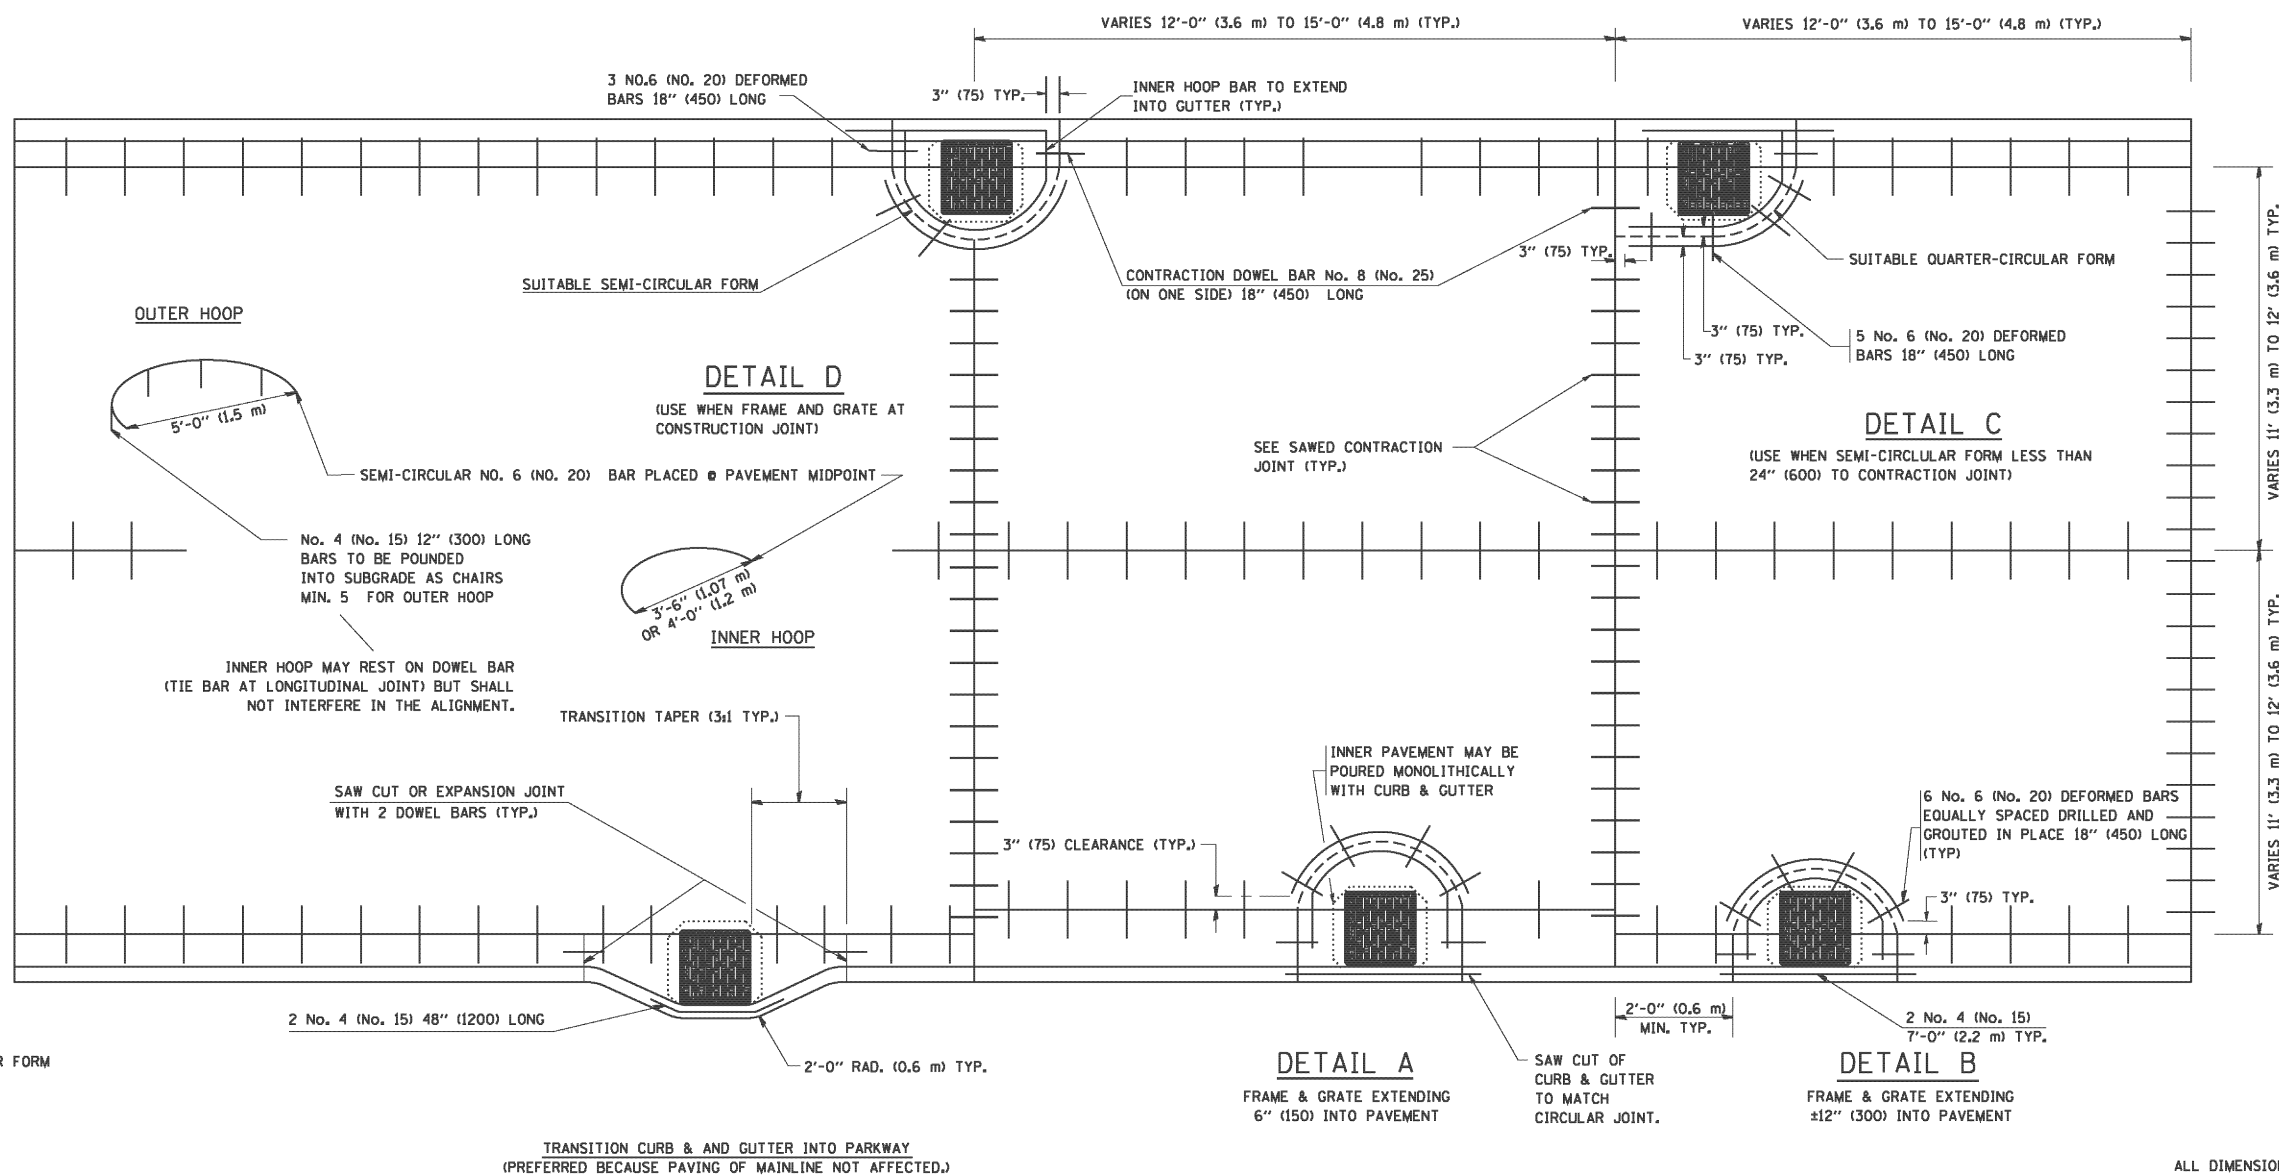 VARIES 12'-0" (3.6 m) TO 15'-0" (4.8 m) (TYP.)
VARIES 12'-0" (3.6 m) TO 15'-0" (4.8 m) (TYP.)
3 NO.6 (NO. 20) DEFORMED
BARS 18" (450) LONG
3" (75) TYP.
INNER HOOP BAR TO EXTEND
INTO GUTTER (TYP.)
SUITABLE SEMI-CIRCULAR FORM
CONTRACTION DOWEL BAR No. 8 (No. 25)
(ON ONE SIDE) 18" (450) LONG
3" (75) TYP.
SUITABLE QUARTER-CIRCULAR FORM
3" (75) TYP.
3" (75) TYP.
5 No. 6 (No. 20) DEFORMED
BARS 18" (450) LONG
VARIES 11' (3.3 m) TO 12' (3.6 m) TYP.
OUTER HOOP
5'-0" (1.5 m)
DETAIL D
(USE WHEN FRAME AND GRATE AT
CONSTRUCTION JOINT)
DETAIL C
(USE WHEN SEMI-CIRCLULAR FORM LESS THAN
24" (600) TO CONTRACTION JOINT)
SEE SAWED CONTRACTION
JOINT (TYP.)
SEMI-CIRCULAR NO. 6 (NO. 20) BAR PLACED @ PAVEMENT MIDPOINT
No. 4 (No. 15) 12" (300) LONG
BARS TO BE POUNDED
INTO SUBGRADE AS CHAIRS
MIN. 5 FOR OUTER HOOP
3'-6" (1.07 m)
OR 4'-0" (1.2 m)
INNER HOOP
INNER HOOP MAY REST ON DOWEL BAR
(TIE BAR AT LONGITUDINAL JOINT) BUT SHALL
NOT INTERFERE IN THE ALIGNMENT.
VARIES 11' (3.3 m) TO 12' (3.6 m) TYP.
TRANSITION TAPER (3:1 TYP.)
SAW CUT OR EXPANSION JOINT
WITH 2 DOWEL BARS (TYP.)
INNER PAVEMENT MAY BE
POURED MONOLITHICALLY
WITH CURB & GUTTER
3" (75) CLEARANCE (TYP.)
6 No. 6 (No. 20) DEFORMED BARS
EQUALLY SPACED DRILLED AND
GROUTED IN PLACE 18" (450) LONG
(TYP)
3" (75) TYP.
2 No. 4 (No. 15) 48" (1200) LONG
2'-0" RAD. (0.6 m) TYP.
2'-0" (0.6 m)
MIN. TYP.
2 No. 4 (No. 15)
7'-0" (2.2 m) TYP.
R FORM
DETAIL A
FRAME & GRATE EXTENDING
6" (150) INTO PAVEMENT
SAW CUT OF
CURB & GUTTER
TO MATCH
CIRCULAR JOINT.
DETAIL B
FRAME & GRATE EXTENDING
±12" (300) INTO PAVEMENT
TRANSITION CURB & AND GUTTER INTO PARKWAY
(PREFERRED BECAUSE PAVING OF MAINLINE NOT AFFECTED.)
ALL DIMENSION